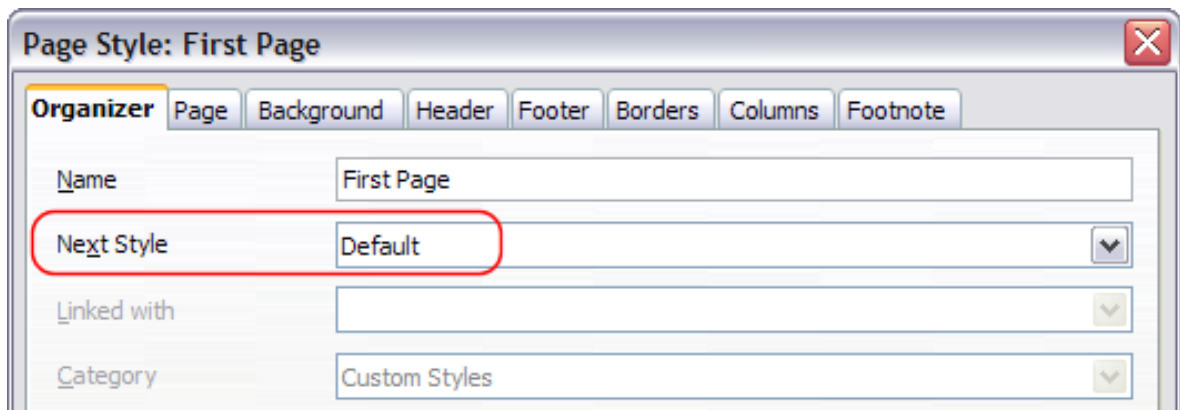 Page Style: First Page
Organizer Page Background Header Footer Borders Columns Footnote
Name First Page
Next Style Default
Linked with
Category Custom Styles